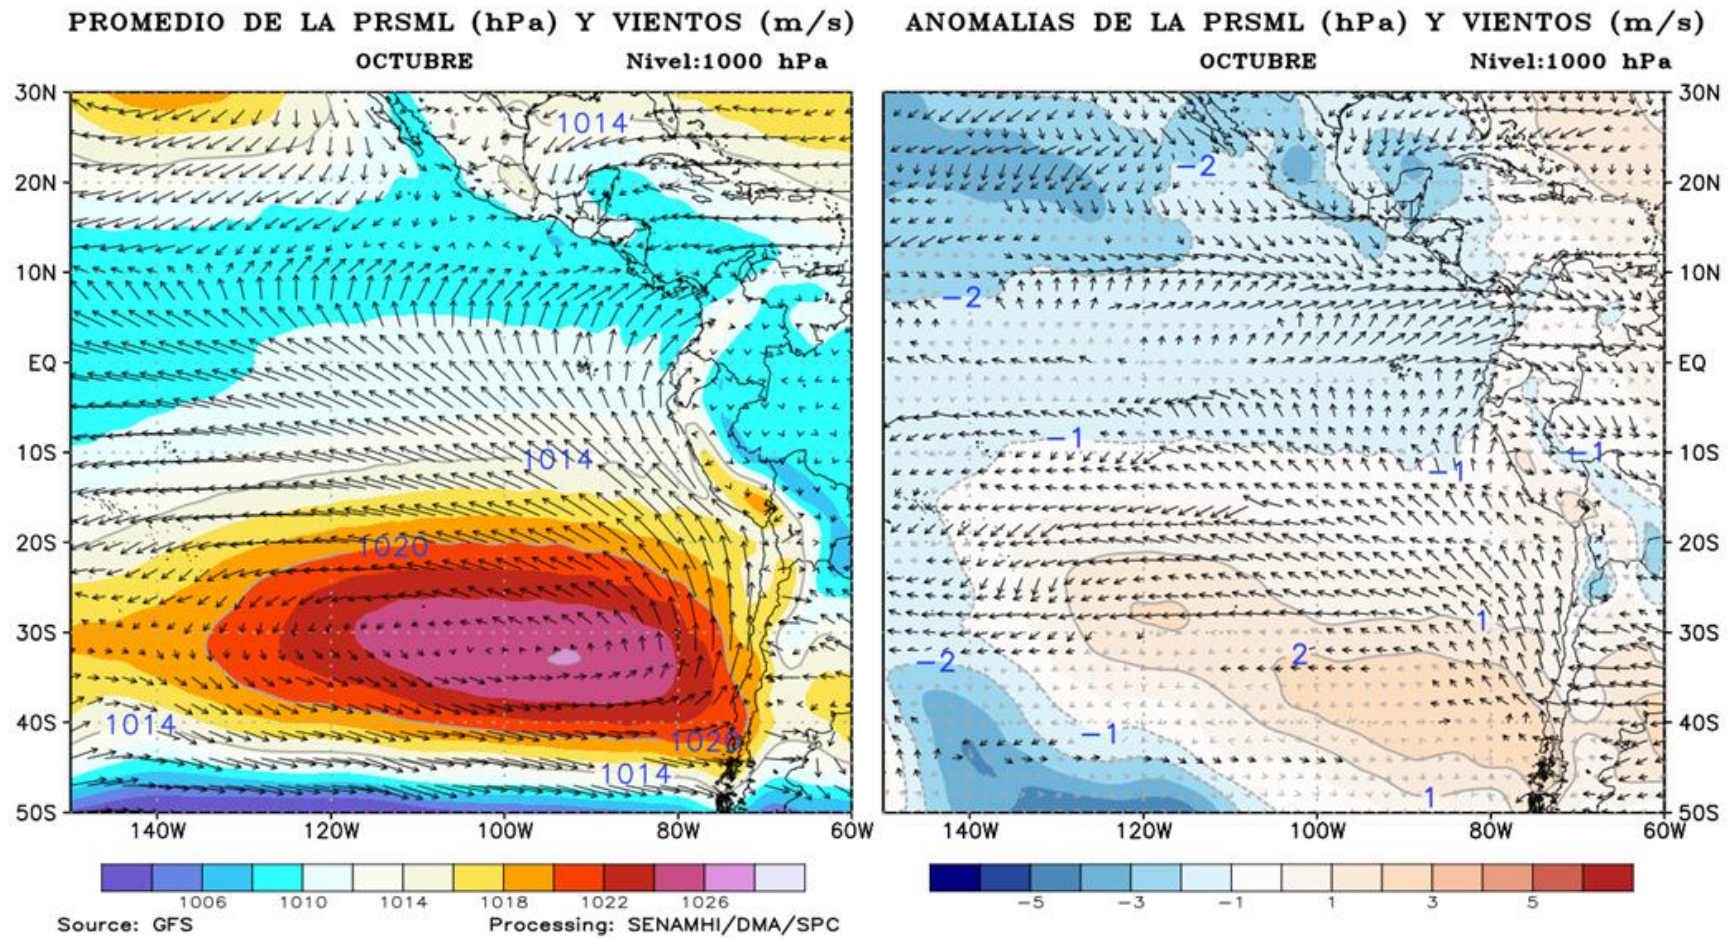 PROMEDIO DE LA PRSML (hPa) Y VIENTOS (m/s)
OCTUBRE Nivel:1000 hPa
30N
20N
10N
EQ
10S
20S
30S
40S
50S
1014
1014
1020
1014
1020
1014
140W 120W 100W 80W 60W
1006 1010 1014 1018 1022 1026
Source: GFS Processing: SENAMHI/DMA/SPC
ANOMALIAS DE LA PRSML (hPa) Y VIENTOS (m/s)
OCTUBRE Nivel:1000 hPa
-2
-2
-1
-1
-1
1
2
-2
-1
1
30N
20N
10N
EQ
10S
20S
30S
40S
50S
140W 120W 100W 80W 60W
-5 -3 -1 1 3 5